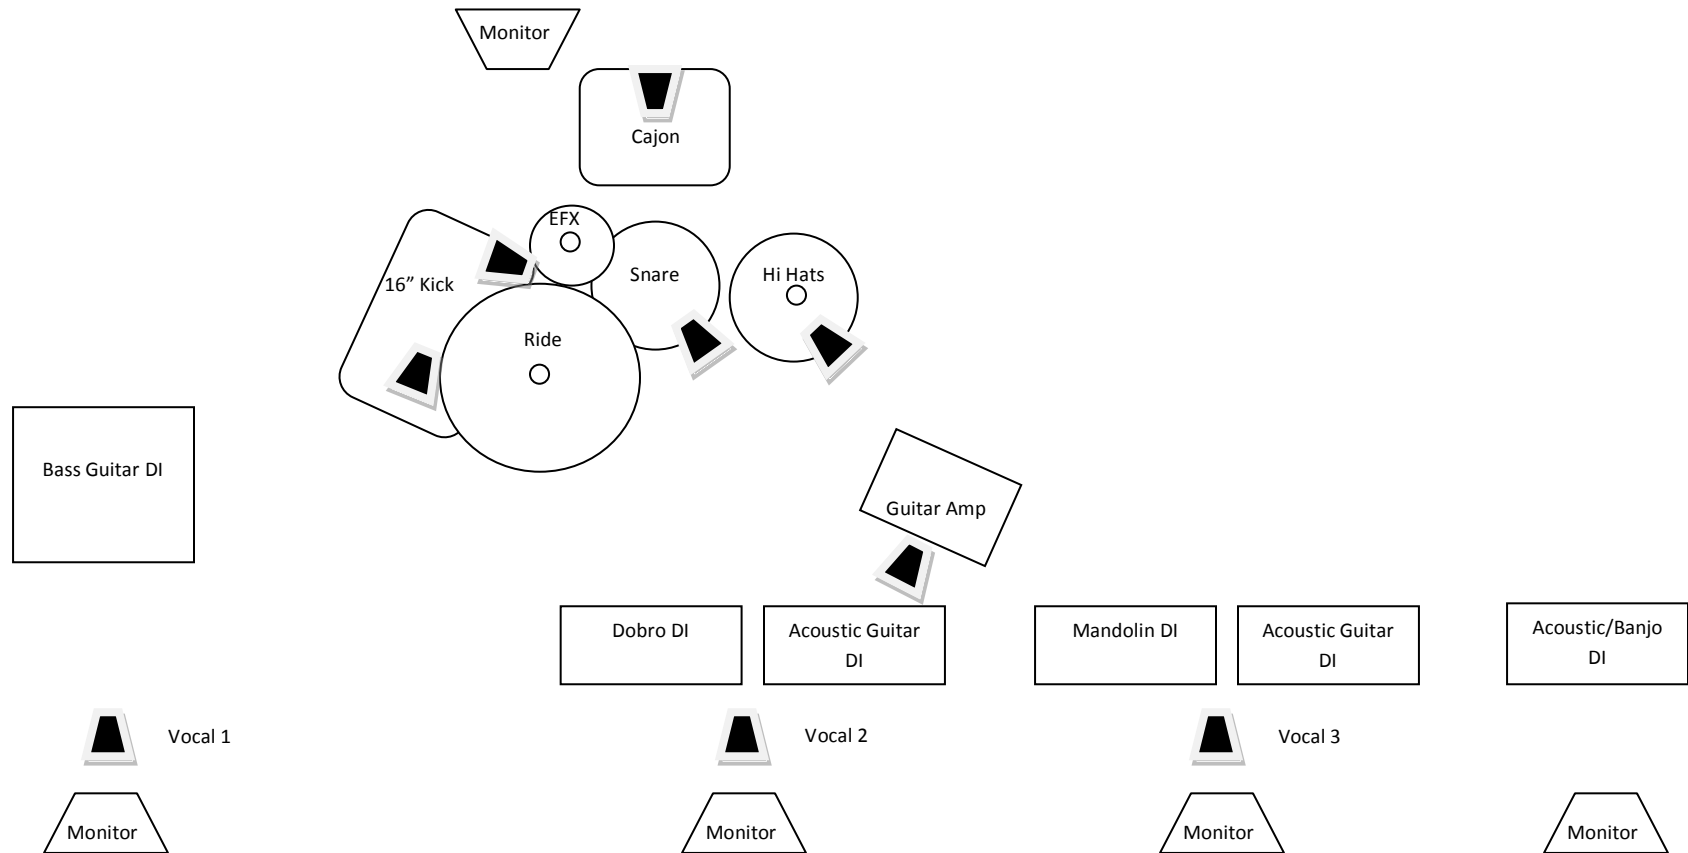 Monitor
Cajon
EFX
16” Kick
Snare
Hi Hats
Ride
Bass Guitar DI
Guitar Amp
Dobro DI
Acoustic Guitar
DI
Mandolin DI
Acoustic Guitar
DI
Acoustic/Banjo
DI
Vocal 1
Vocal 2
Vocal 3
Monitor
Monitor
Monitor
Monitor